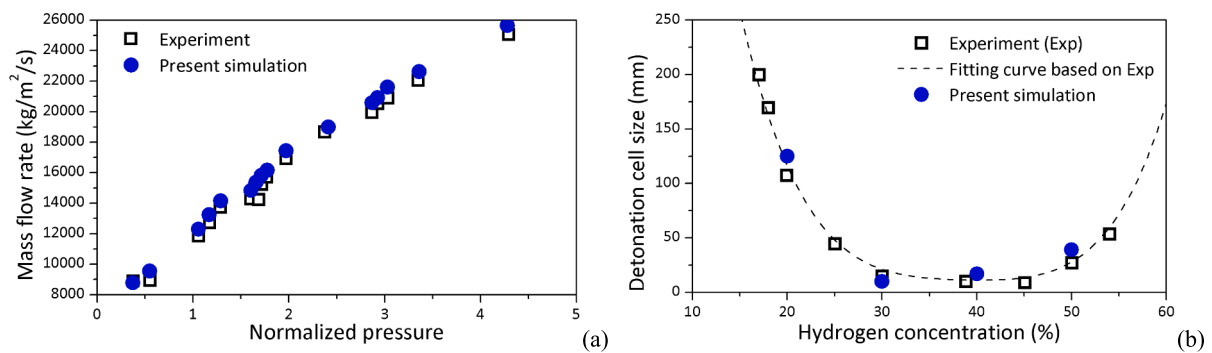 26000
24000
22000
20000
18000
16000
14000
12000
10000
8000
Mass flow rate (kg/m²/s)
Experiment
Present simulation
0 1 2 3 4 5
Normalized pressure
(a)
250
200
150
100
50
0
Detonation cell size (mm)
Experiment (Exp)
Fitting curve based on Exp
Present simulation
10 20 30 40 50 60
Hydrogen concentration (%)
(b)